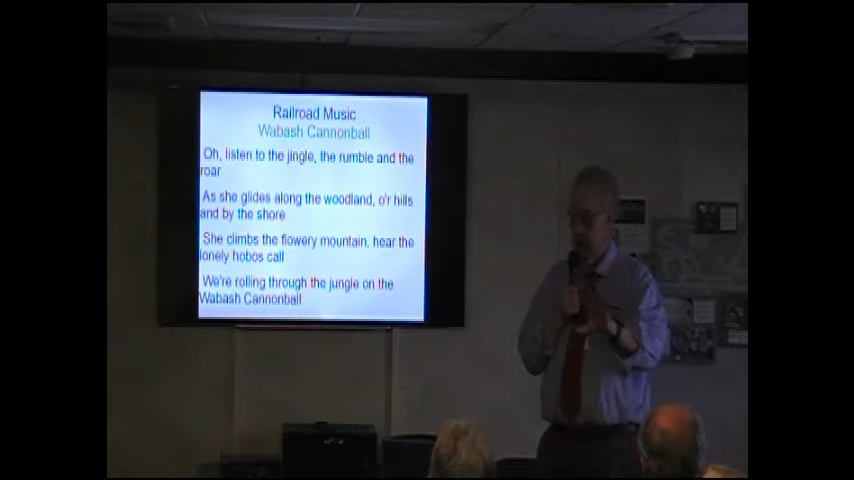 Railroad Music
Wabash Cannonball
Oh, listen to the jingle, the rumble and the
roar
As she glides along the woodland, o'r hills
and by the shore
She climbs the flowery mountain, hear the
lonely hobos call
We're rolling through the jungle on the
Wabash Cannonball